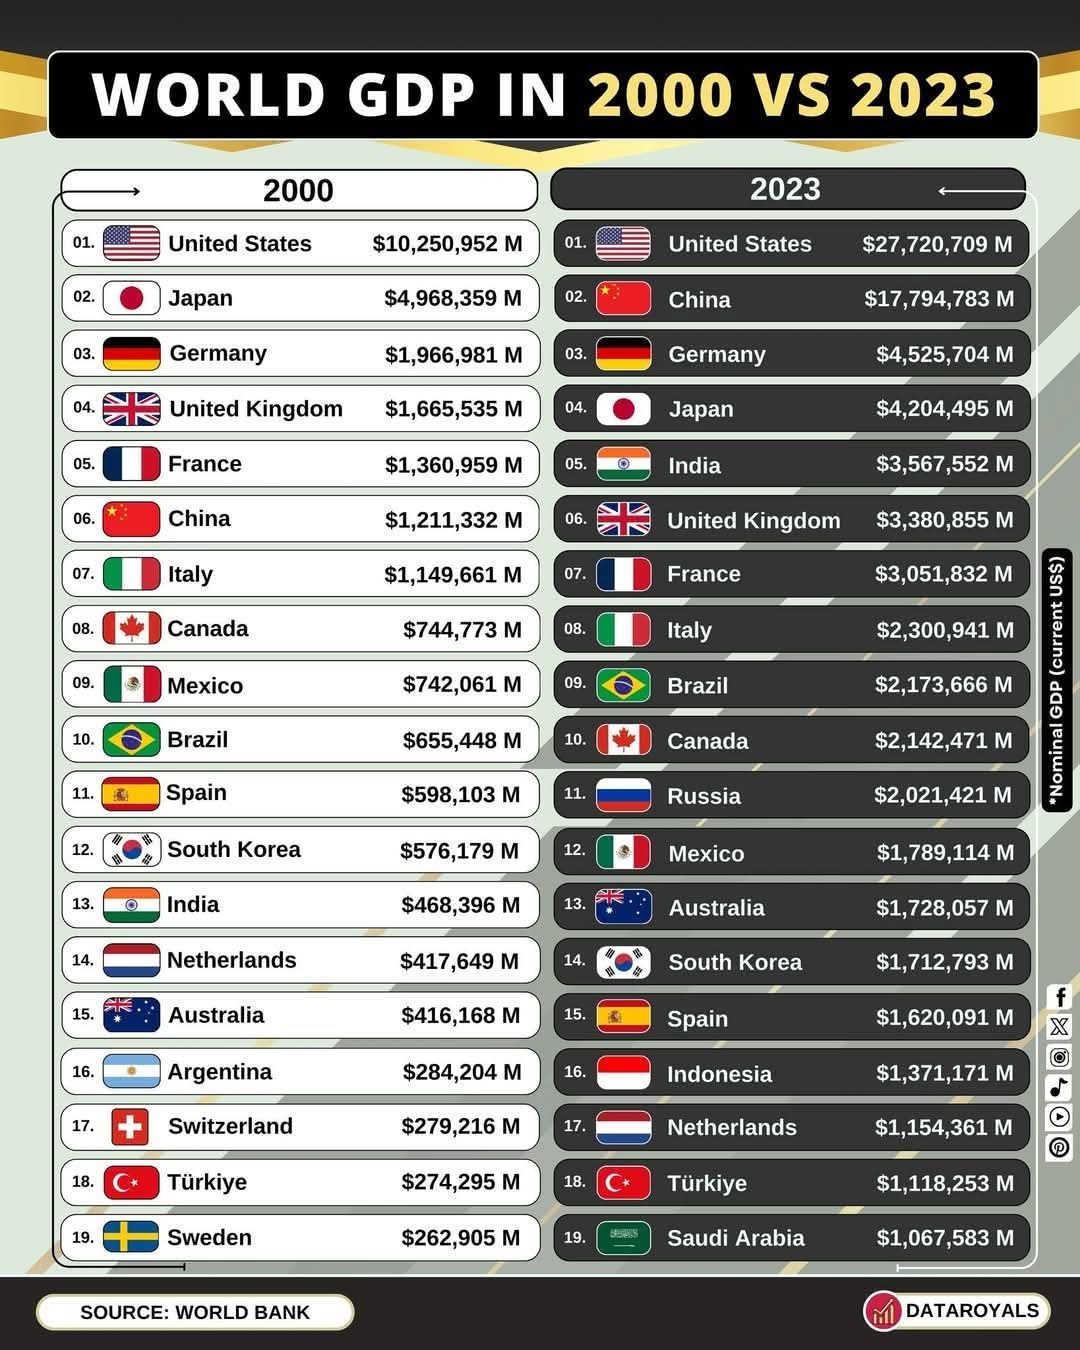 WORLD GDP IN 2000 VS 2023
2000
01. United States $10,250,952 M
02. Japan $4,968,359 M
03. Germany $1,966,981 M
04. United Kingdom $1,665,535 M
05. France $1,360,959 M
06. China $1,211,332 M
07. Italy $1,149,661 M
08. Canada $744,773 M
09. Mexico $742,061 M
10. Brazil $655,448 M
11. Spain $598,103 M
12. South Korea $576,179 M
13. India $468,396 M
14. Netherlands $417,649 M
15. Australia $416,168 M
16. Argentina $284,204 M
17. Switzerland $279,216 M
18. Türkiye $274,295 M
19. Sweden $262,905 M
2023
01. United States $27,720,709 M
02. China $17,794,783 M
03. Germany $4,525,704 M
04. Japan $4,204,495 M
05. India $3,567,552 M
06. United Kingdom $3,380,855 M
07. France $3,051,832 M
08. Italy $2,300,941 M
09. Brazil $2,173,666 M
10. Canada $2,142,471 M
11. Russia $2,021,421 M
12. Mexico $1,789,114 M
13. Australia $1,728,057 M
14. South Korea $1,712,793 M
15. Spain $1,620,091 M
16. Indonesia $1,371,171 M
17. Netherlands $1,154,361 M
18. Türkiye $1,118,253 M
19. Saudi Arabia $1,067,583 M
*Nominal GDP (current US$)
SOURCE: WORLD BANK
DATAROYALS